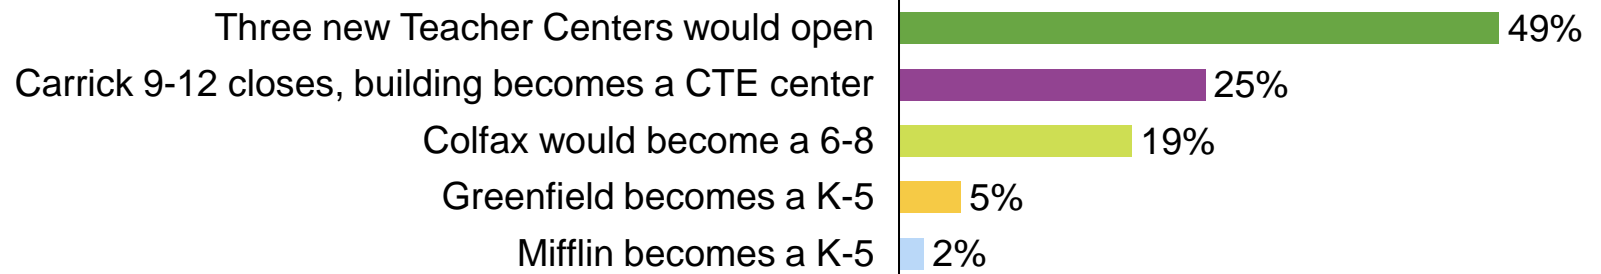 Three new Teacher Centers would open 49%
Carrick 9-12 closes, building becomes a CTE center 25%
Colfax would become a 6-8 19%
Greenfield becomes a K-5 5%
Mifflin becomes a K-5 2%